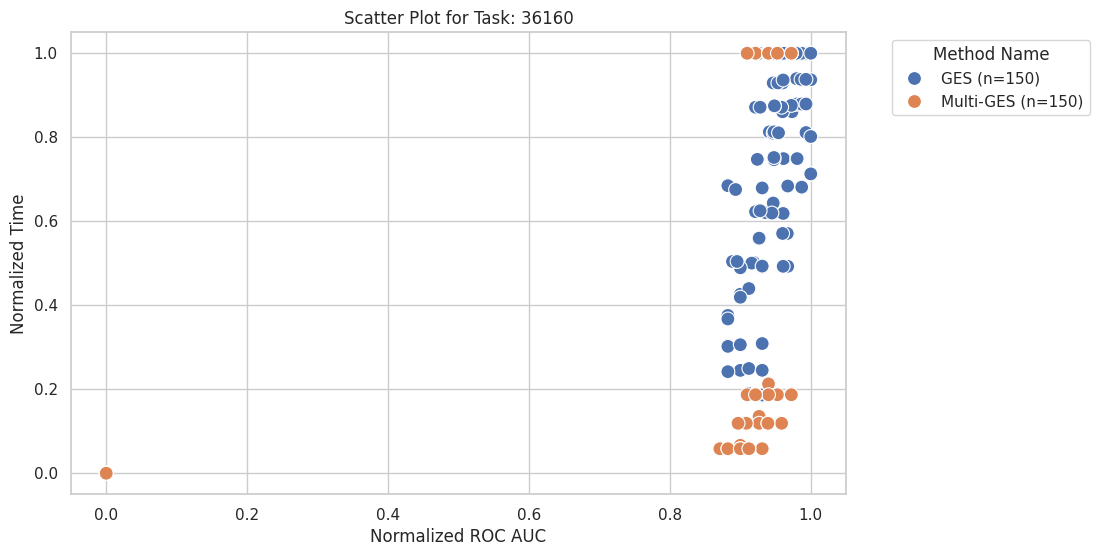 Scatter Plot for Task: 36160
Normalized Time
1.0
0.8
0.6
0.4
0.2
0.0
0.0 0.2 0.4 0.6 0.8 1.0
Normalized ROC AUC
Method Name
GES (n=150)
Multi-GES (n=150)